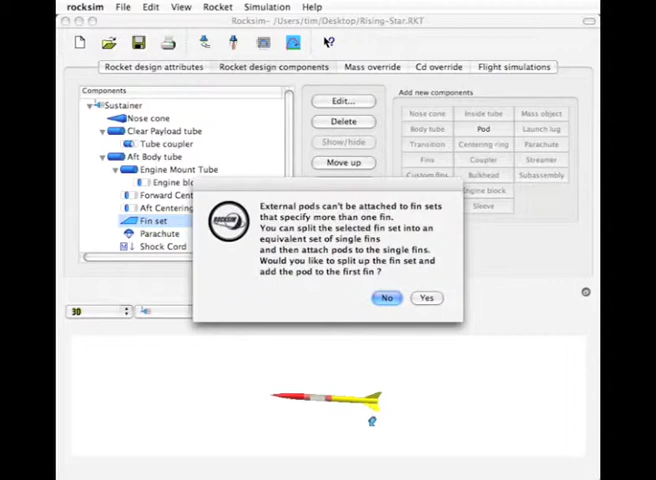 rocksim File Edit View Rocket Simulation Help
Rocksim- /Users/tim/Desktop/Rising-Star.RKT
Rocket design attributes Rocket design components Mass override Cd override Flight simulations
Components
Sustainer
Nose cone
Clear Payload tube
Tube coupler
Aft Body tube
Engine Mount Tube
Engine blo
Forward Cent
Aft Centering
Fin set
Parachute
Shock Cord
Edit...
Delete
Show/hide
Move up
Add new components
Nose cone Inside tube Mass object
Body tube Pod Launch lug
Transition Centering ring Parachute
Fins Coupler Streamer
Custom fins Bulkhead Subassembly
Engine block
Sleeve
ROCKSIM
External pods can't be attached to fin sets
that specify more than one fin.
You can split the selected fin set into an
equivalent set of single fins
and then attach pods to the single fins.
Would you like to split up the fin set and
add the pod to the first fin ?
No Yes
30